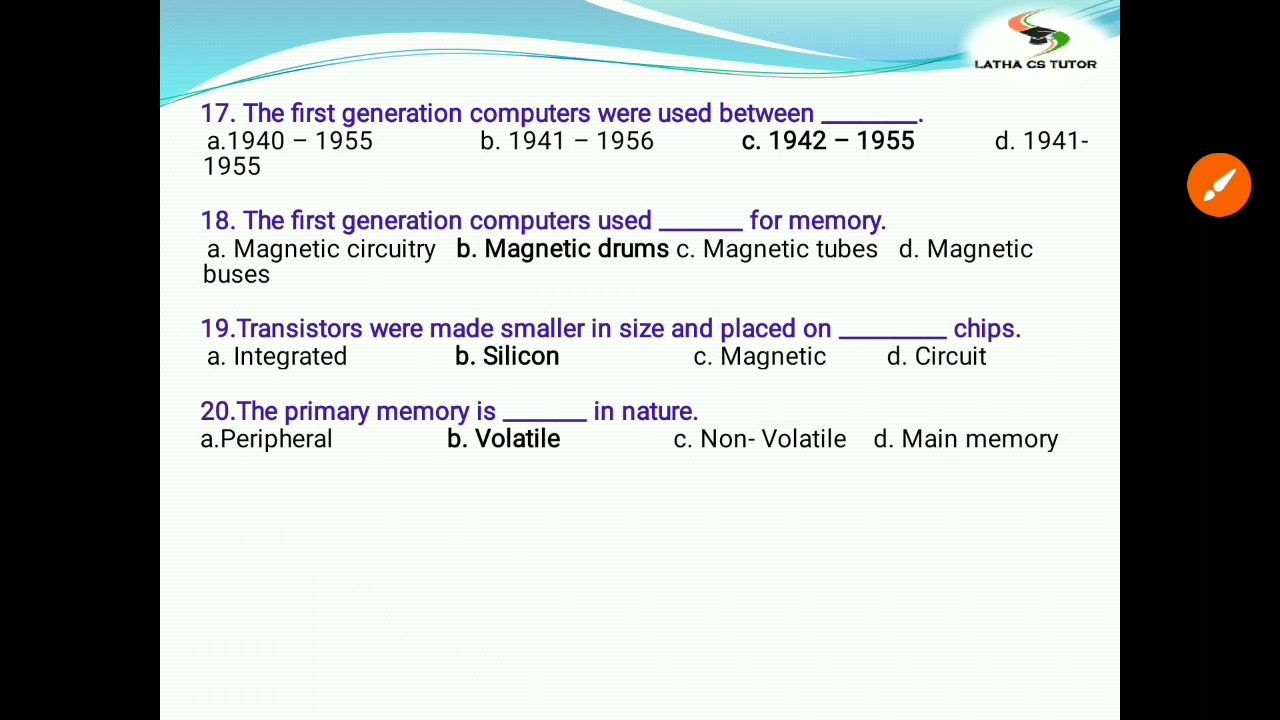 LATHA CS TUTOR
17. The first generation computers were used between ________.
a.1940 – 1955 b. 1941 – 1956 c. 1942 – 1955 d. 1941-
1955
18. The first generation computers used _______ for memory.
a. Magnetic circuitry b. Magnetic drums c. Magnetic tubes d. Magnetic
buses
19.Transistors were made smaller in size and placed on _________ chips.
a. Integrated b. Silicon c. Magnetic d. Circuit
20.The primary memory is _______ in nature.
a.Peripheral b. Volatile c. Non- Volatile d. Main memory